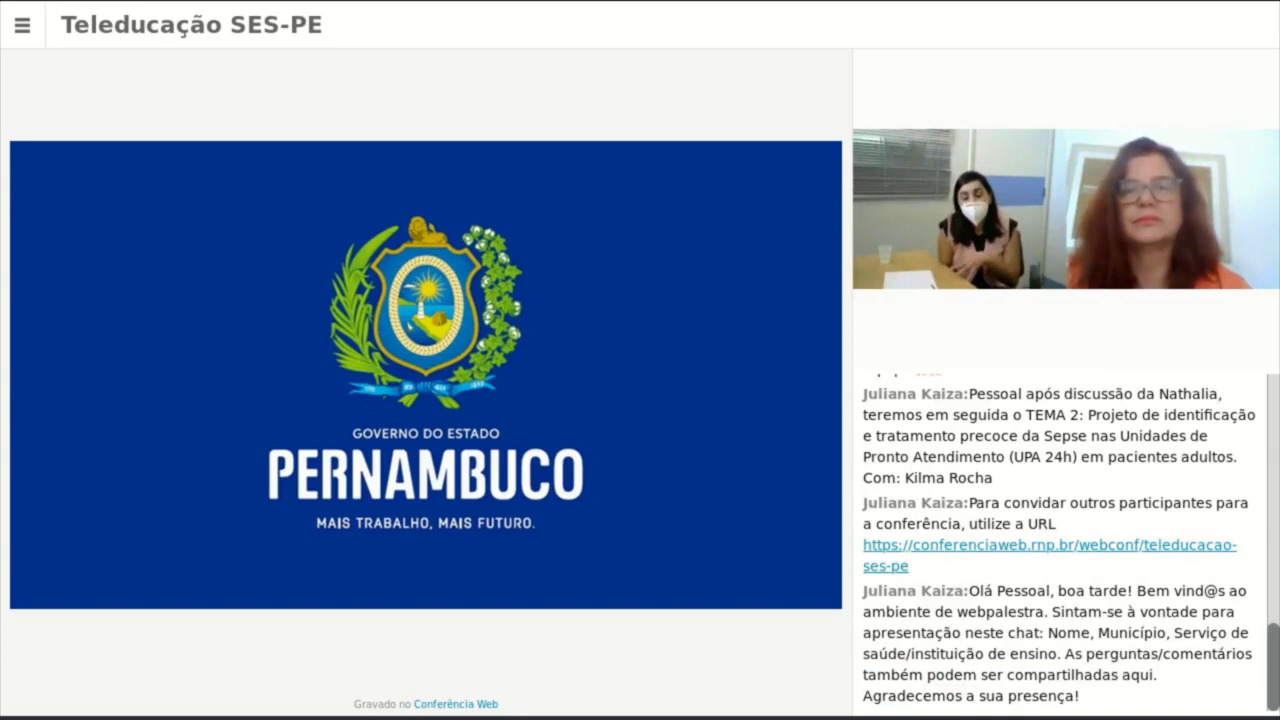 Teleducação SES-PE
GOVERNO DO ESTADO
PERNAMBUCO
MAIS TRABALHO, MAIS FUTURO.
Gravado no Conferência Web
Juliana Kaiza:Pessoal após discussão da Nathalia,
teremos em seguida o TEMA 2: Projeto de identificação
e tratamento precoce da Sepse nas Unidades de
Pronto Atendimento (UPA 24h) em pacientes adultos.
Com: Kilma Rocha
Juliana Kaiza:Para convidar outros participantes para
a conferência, utilize a URL
https://conferenciaweb.rnp.br/webconf/teleducacao-
ses-pe
Juliana Kaiza:Olá Pessoal, boa tarde! Bem vind@s ao
ambiente de webpalestra. Sintam-se à vontade para
apresentação neste chat: Nome, Município, Serviço de
saúde/instituição de ensino. As perguntas/comentários
também podem ser compartilhadas aqui.
Agradecemos a sua presença!